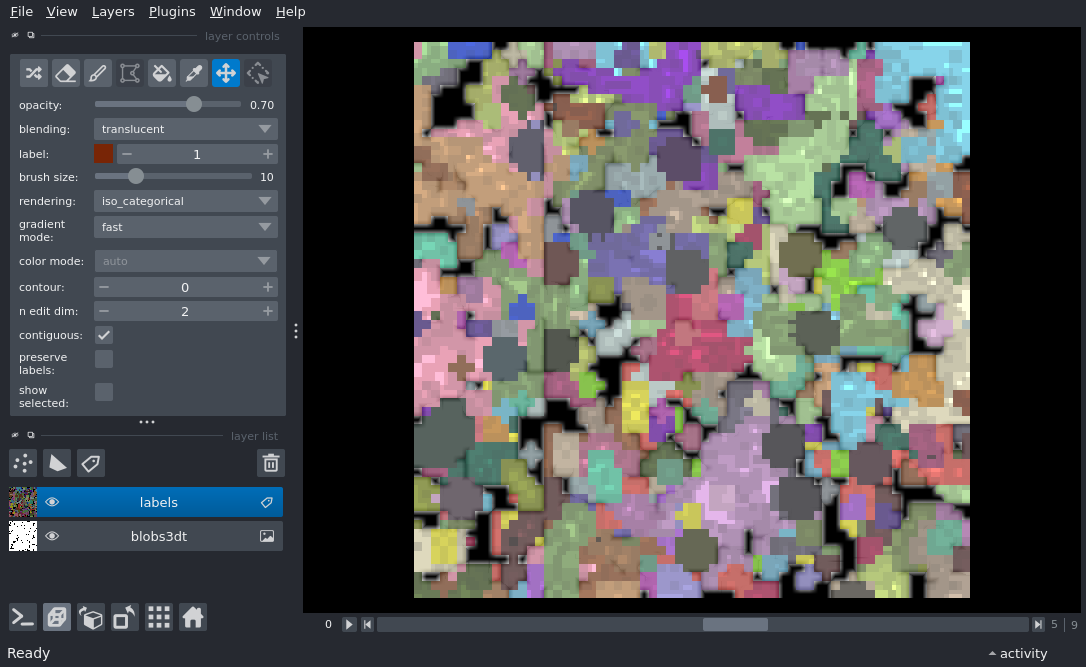 File View Layers Plugins Window Help
layer controls
opacity: 0.70
blending: translucent
label: 1
brush size: 10
rendering: iso_categorical
gradient
mode: fast
color mode: auto
contour: 0
n edit dim: 2
contiguous:
preserve
labels:
show
selected:
layer list
labels
blobs3dt
0 5 9
Ready activity